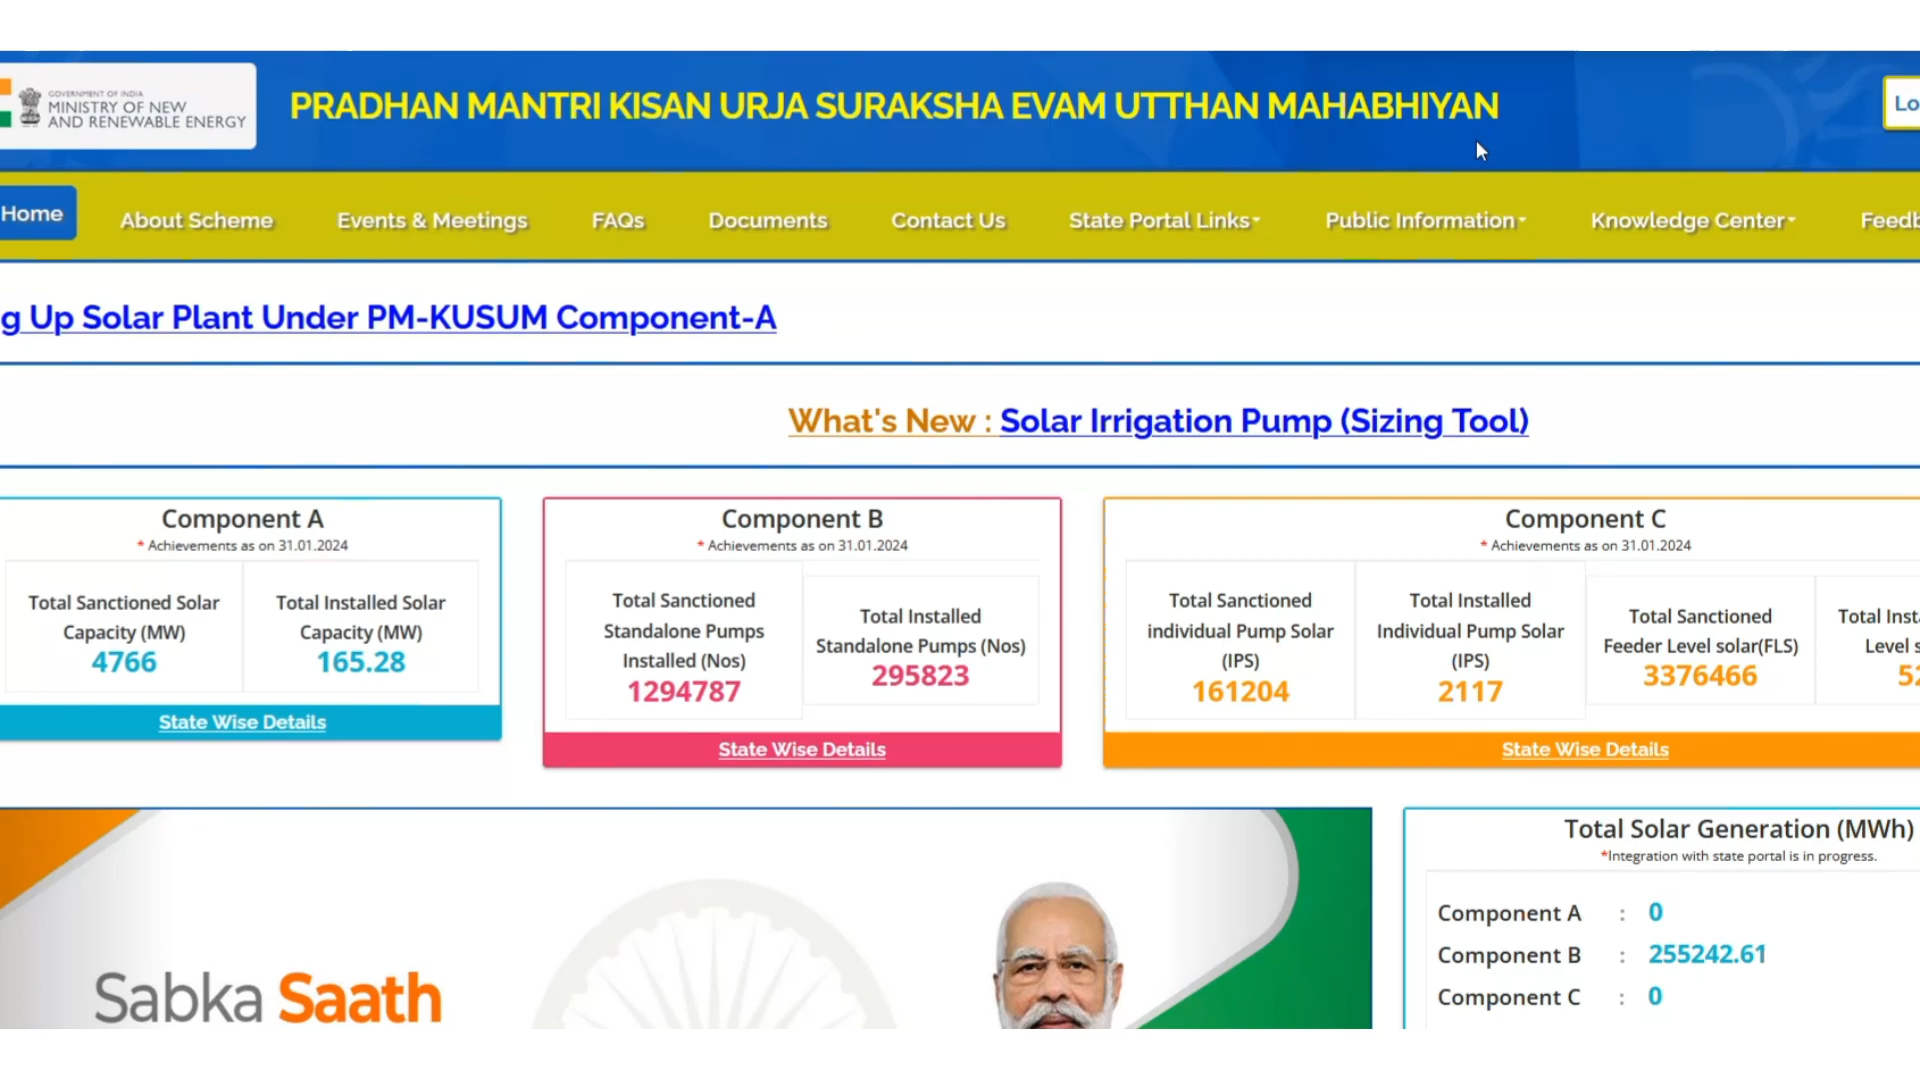 GOVERNMENT OF INDIA
MINISTRY OF NEW
AND RENEWABLE ENERGY
PRADHAN MANTRI KISAN URJA SURAKSHA EVAM UTTHAN MAHABHIYAN
Lo
Home About Scheme Events & Meetings FAQs Documents Contact Us State Portal Links Public Information Knowledge Center Feedb
g Up Solar Plant Under PM-KUSUM Component-A
What's New : Solar Irrigation Pump (Sizing Tool)
Component A
* Achievements as on 31.01.2024
Total Sanctioned Solar
Capacity (MW)
4766
Total Installed Solar
Capacity (MW)
165.28
State Wise Details
Component B
* Achievements as on 31.01.2024
Total Sanctioned
Standalone Pumps
Installed (Nos)
1294787
Total Installed
Standalone Pumps (Nos)
295823
State Wise Details
Component C
* Achievements as on 31.01.2024
Total Sanctioned
individual Pump Solar
(IPS)
161204
Total Installed
Individual Pump Solar
(IPS)
2117
Total Sanctioned
Feeder Level solar(FLS)
3376466
Total Inst
Level s
52
State Wise Details
Sabka Saath
Total Solar Generation (MWh)
*Integration with state portal is in progress.
Component A : 0
Component B : 255242.61
Component C : 0